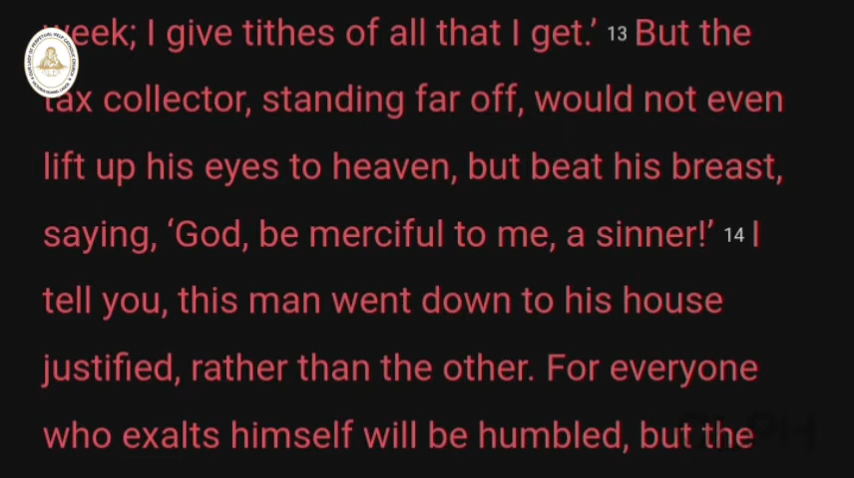 week; I give tithes of all that I get.’ 13 But the
tax collector, standing far off, would not even
lift up his eyes to heaven, but beat his breast,
saying, ‘God, be merciful to me, a sinner!’ 14 I
tell you, this man went down to his house
justified, rather than the other. For everyone
who exalts himself will be humbled, but the